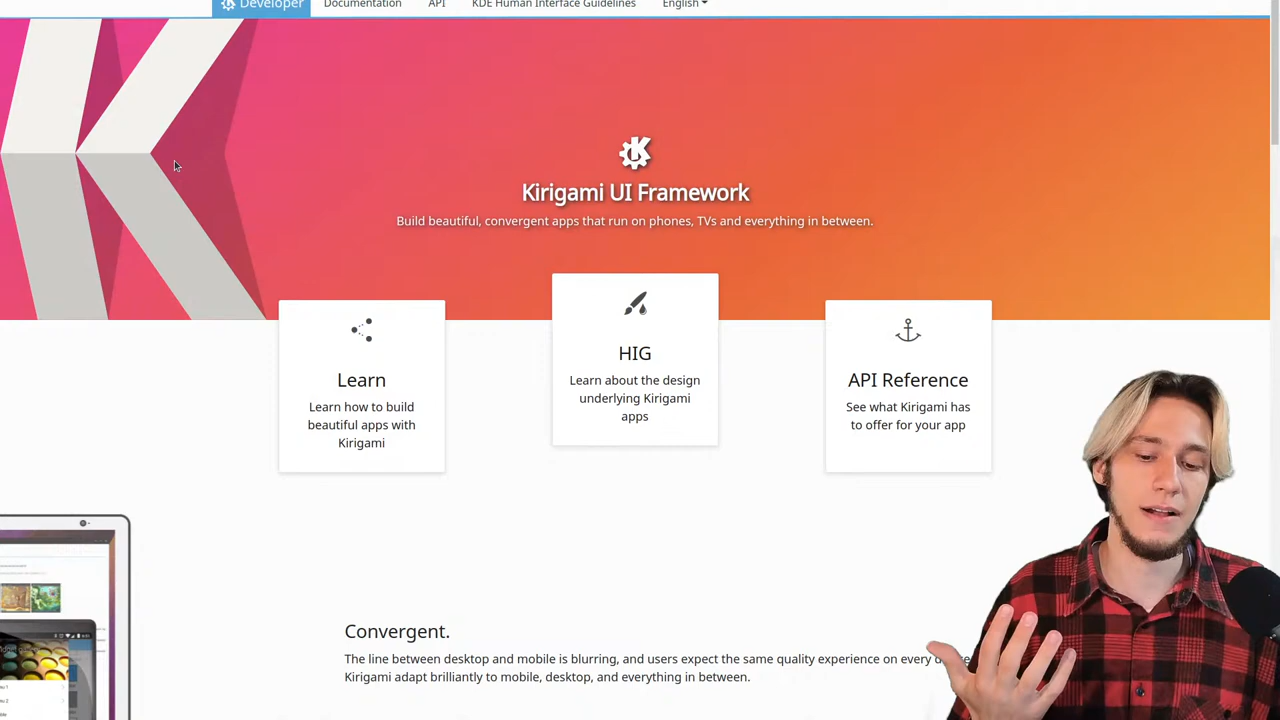 Developer
Documentation
API
KDE Human Interface Guidelines
English
Kirigami UI Framework
Build beautiful, convergent apps that run on phones, TVs and everything in between.
Learn
Learn how to build
beautiful apps with
Kirigami
HIG
Learn about the design
underlying Kirigami
apps
API Reference
See what Kirigami has
to offer for your app
Convergent.
The line between desktop and mobile is blurring, and users expect the same quality experience on every
Kirigami adapt brilliantly to mobile, desktop, and everything in between.